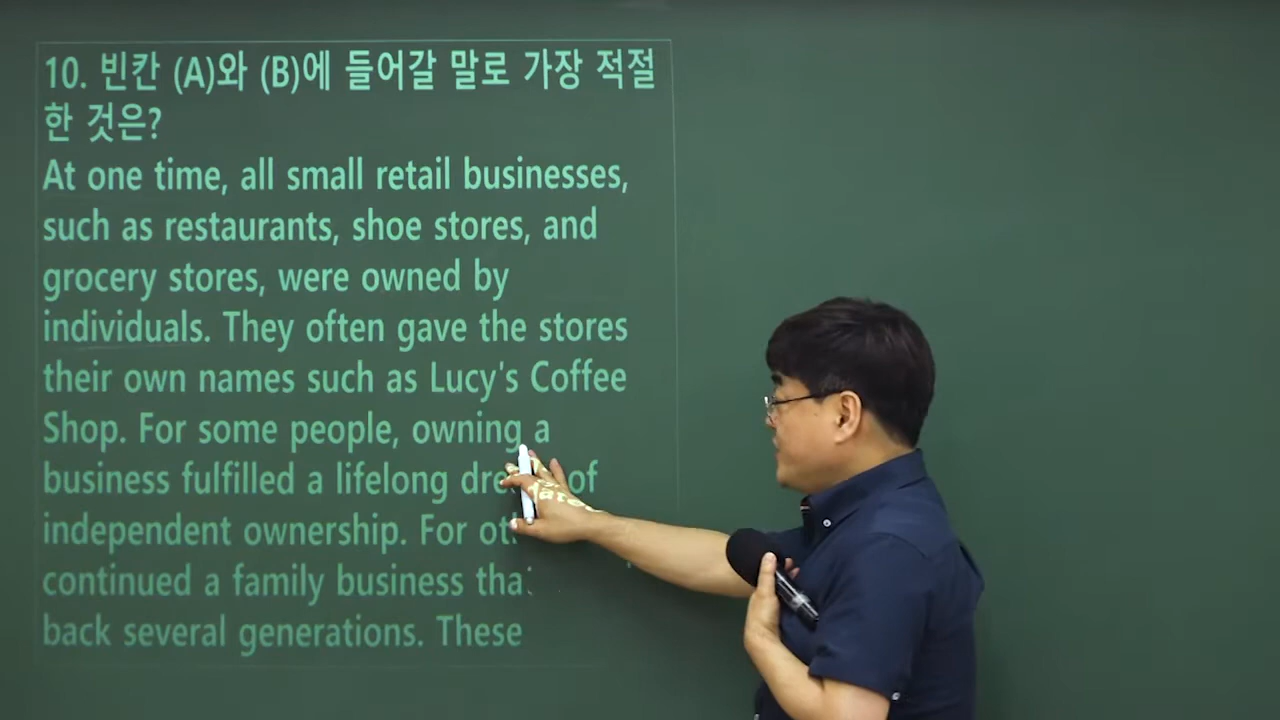 10. 빈칸 (A)와 (B)에 들어갈 말로 가장 적절
한 것은?
At one time, all small retail businesses,
such as restaurants, shoe stores, and
grocery stores, were owned by
individuals. They often gave the stores
their own names such as Lucy's Coffee
Shop. For some people, owning a
business fulfilled a lifelong of
independent ownership. For
continued a family business
back several generations. These